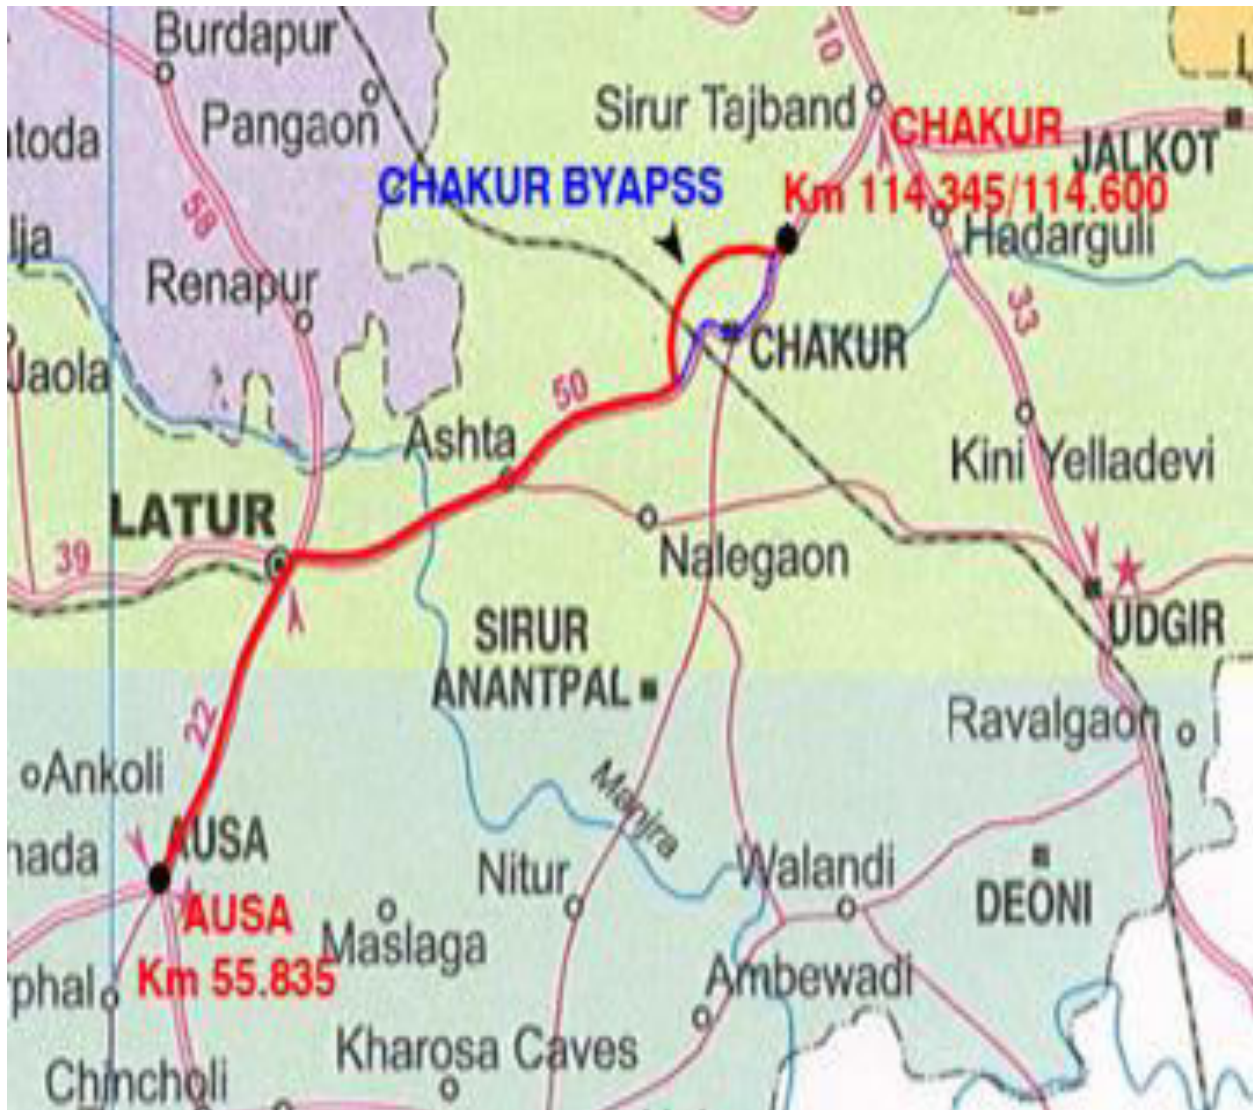 Burdapur
10
Sirur Tajband
CHAKUR
Pangaon
atoda
JALKOT
CHAKUR BYAPSS
Km 114.345/114.600
58
lja
Hadarguli
Renapur
33
Jaola
CHAKUR
50
Ashta
Kini Yelladevi
LATUR
39
Nalegaon
SIRUR
ANANTPAL
UDGIR
22
Ravalgaon
Ankoli
Manjra
AUSA
nada
Nitur
Walandi
DEONI
AUSA
Maslaga
Km 55.835
phal
Ambewadi
Kharosa Caves
Chincholi